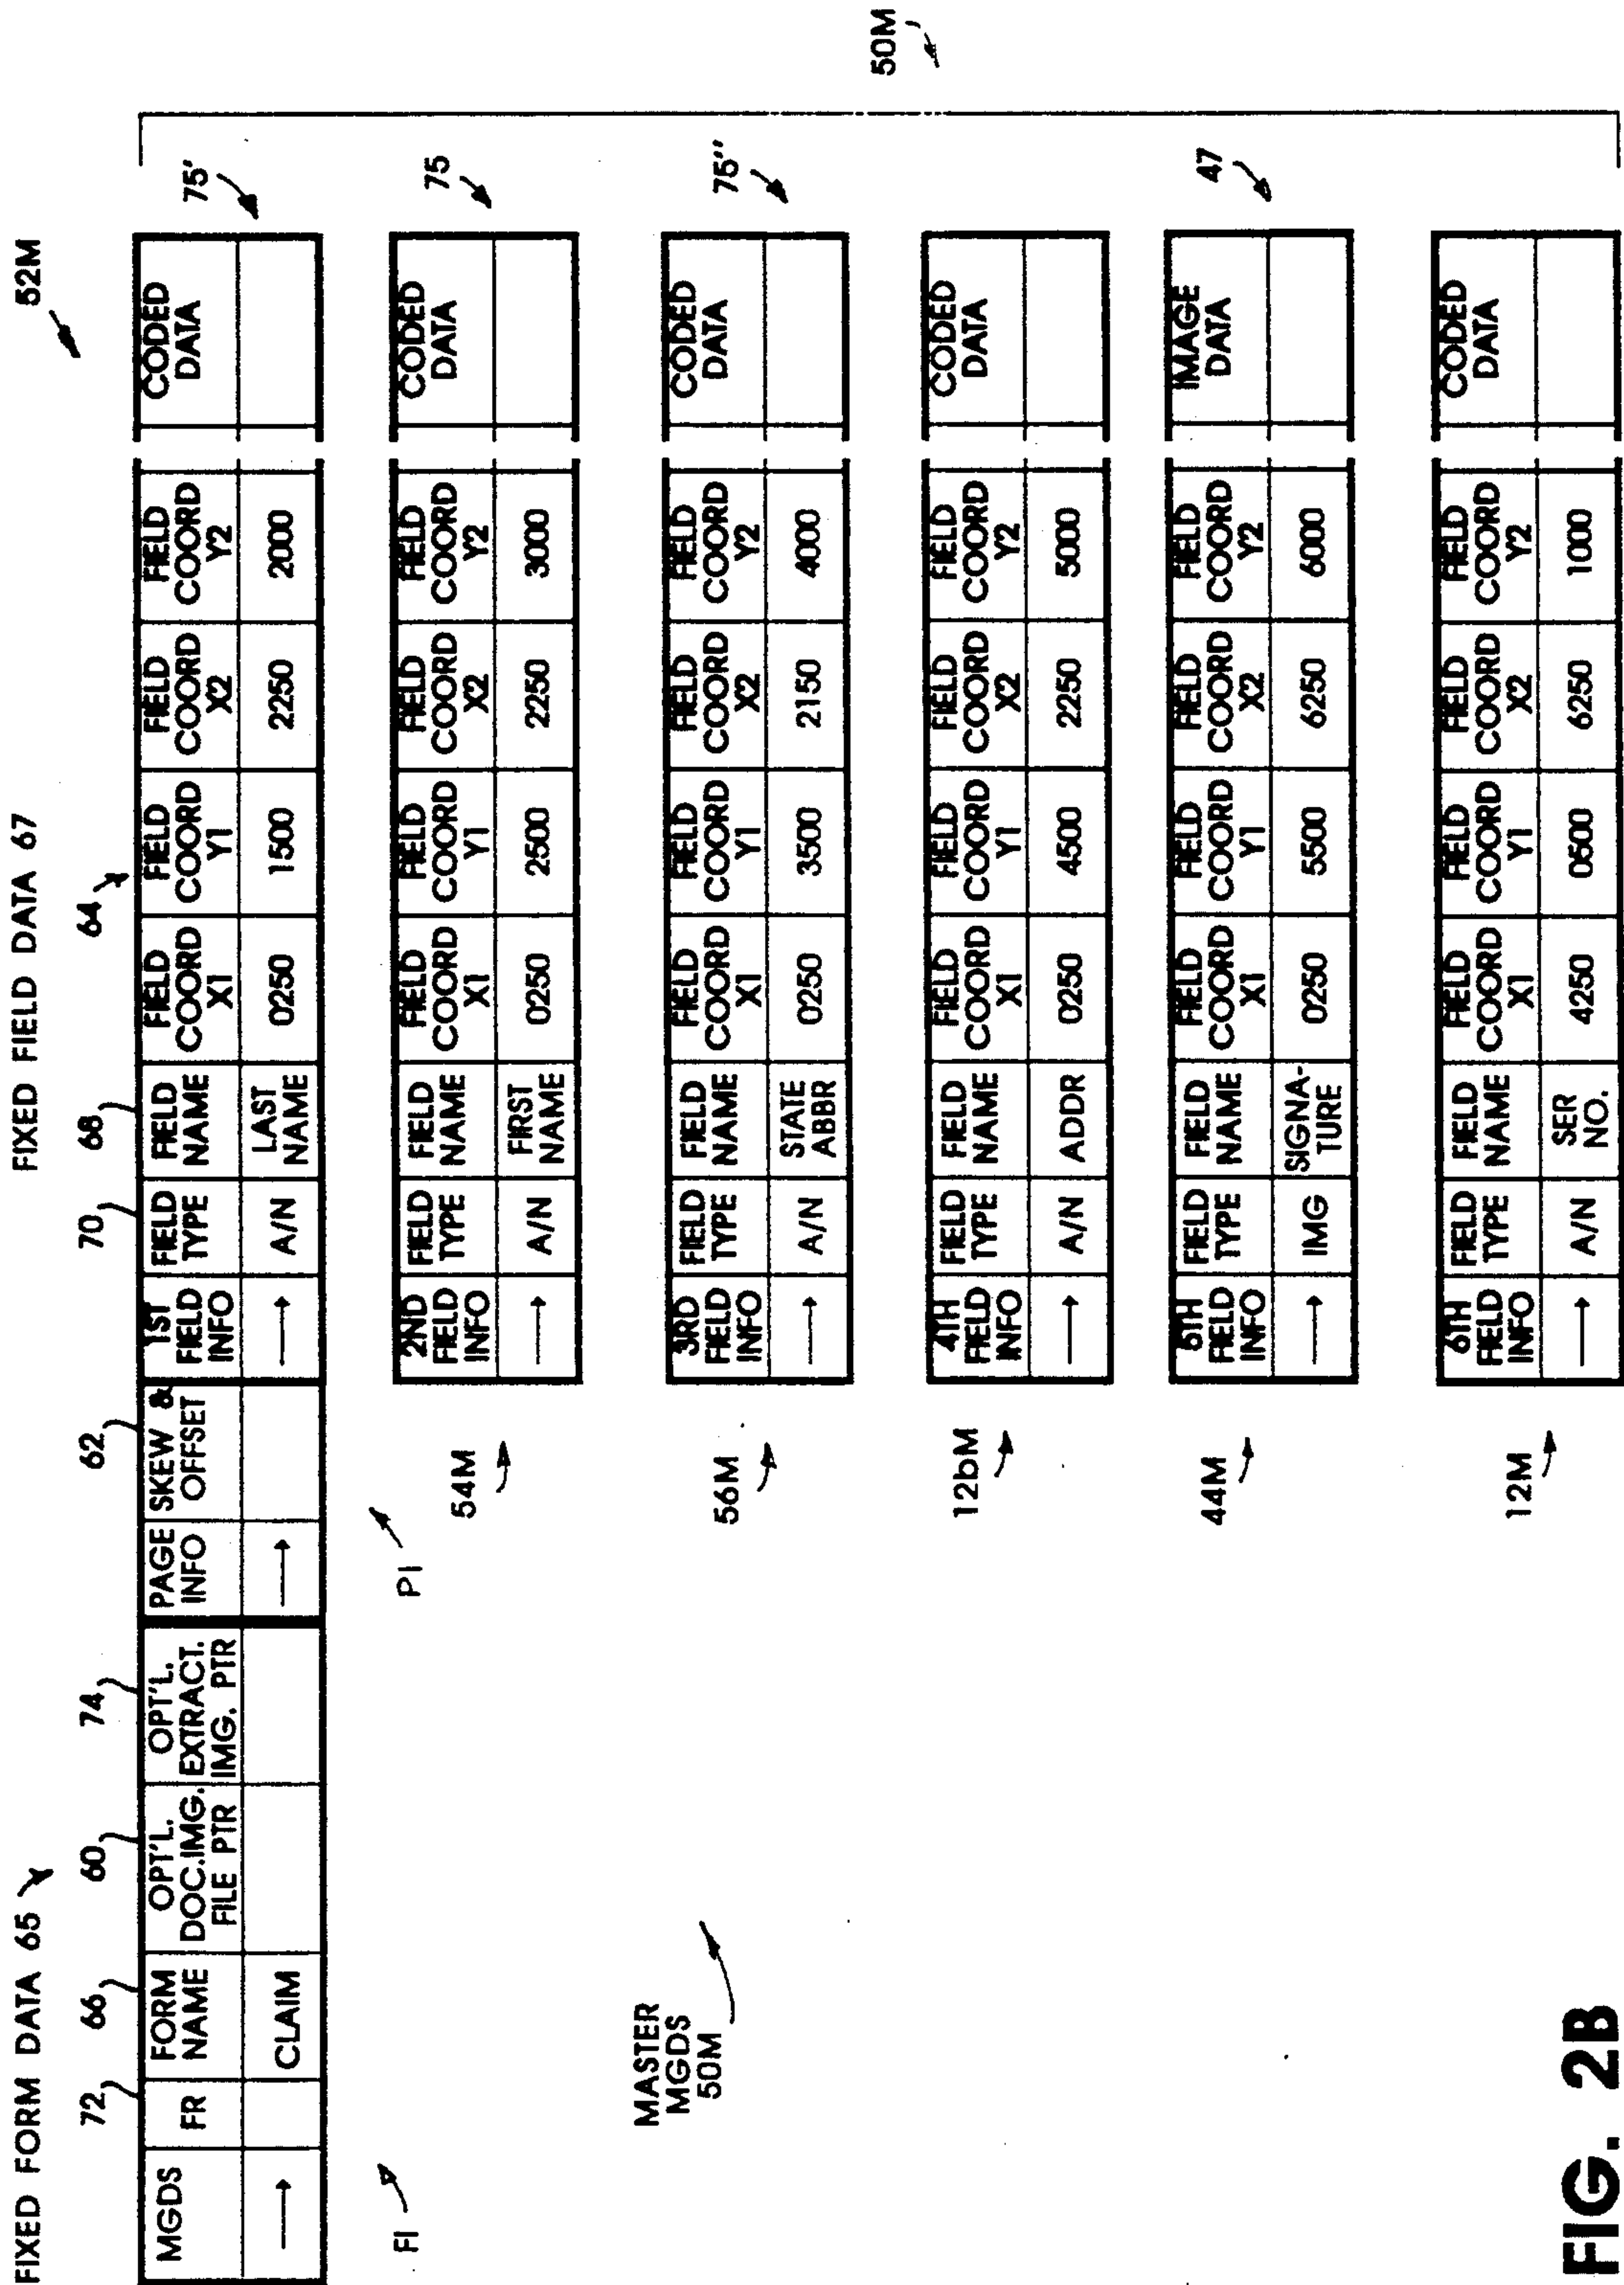 FIXED FORM DATA 65
FIXED FIELD DATA 67
52M
72
66
60
74
62
70
68
64
MGDS
FR
FORM NAME
CLAIM
OPT'L. DOC.IMG. FILE PTR
OPT'L. EXTRACT. IMG. PTR
PAGE INFO
SKEW & OFFSET
1ST FIELD INFO
FIELD TYPE
A/N
FIELD NAME
LAST NAME
FIELD COORD X1
0250
FIELD COORD Y1
1500
FIELD COORD X2
2250
FIELD COORD Y2
2000
CODED DATA
75'
FI
PI
54M
2ND FIELD INFO
FIELD TYPE
A/N
FIELD NAME
FIRST NAME
FIELD COORD X1
0250
FIELD COORD Y1
2500
FIELD COORD X2
2250
FIELD COORD Y2
3000
CODED DATA
75
MASTER
MGDS
50M
56M
3RD FIELD INFO
FIELD TYPE
A/N
FIELD NAME
STATE ABBR
FIELD COORD X1
0250
FIELD COORD Y1
3500
FIELD COORD X2
2150
FIELD COORD Y2
4000
CODED DATA
75''
50M
12bM
4TH FIELD INFO
FIELD TYPE
A/N
FIELD NAME
ADDR
FIELD COORD X1
0250
FIELD COORD Y1
4500
FIELD COORD X2
2250
FIELD COORD Y2
5000
CODED DATA
44M
5TH FIELD INFO
FIELD TYPE
IMG
FIELD NAME
SIGNA-TURE
FIELD COORD X1
0250
FIELD COORD Y1
5500
FIELD COORD X2
6250
FIELD COORD Y2
6000
IMAGE DATA
47
12M
6TH FIELD INFO
FIELD TYPE
A/N
FIELD NAME
SER NO.
FIELD COORD X1
4250
FIELD COORD Y1
0500
FIELD COORD X2
6250
FIELD COORD Y2
1000
CODED DATA
FIG. 2B